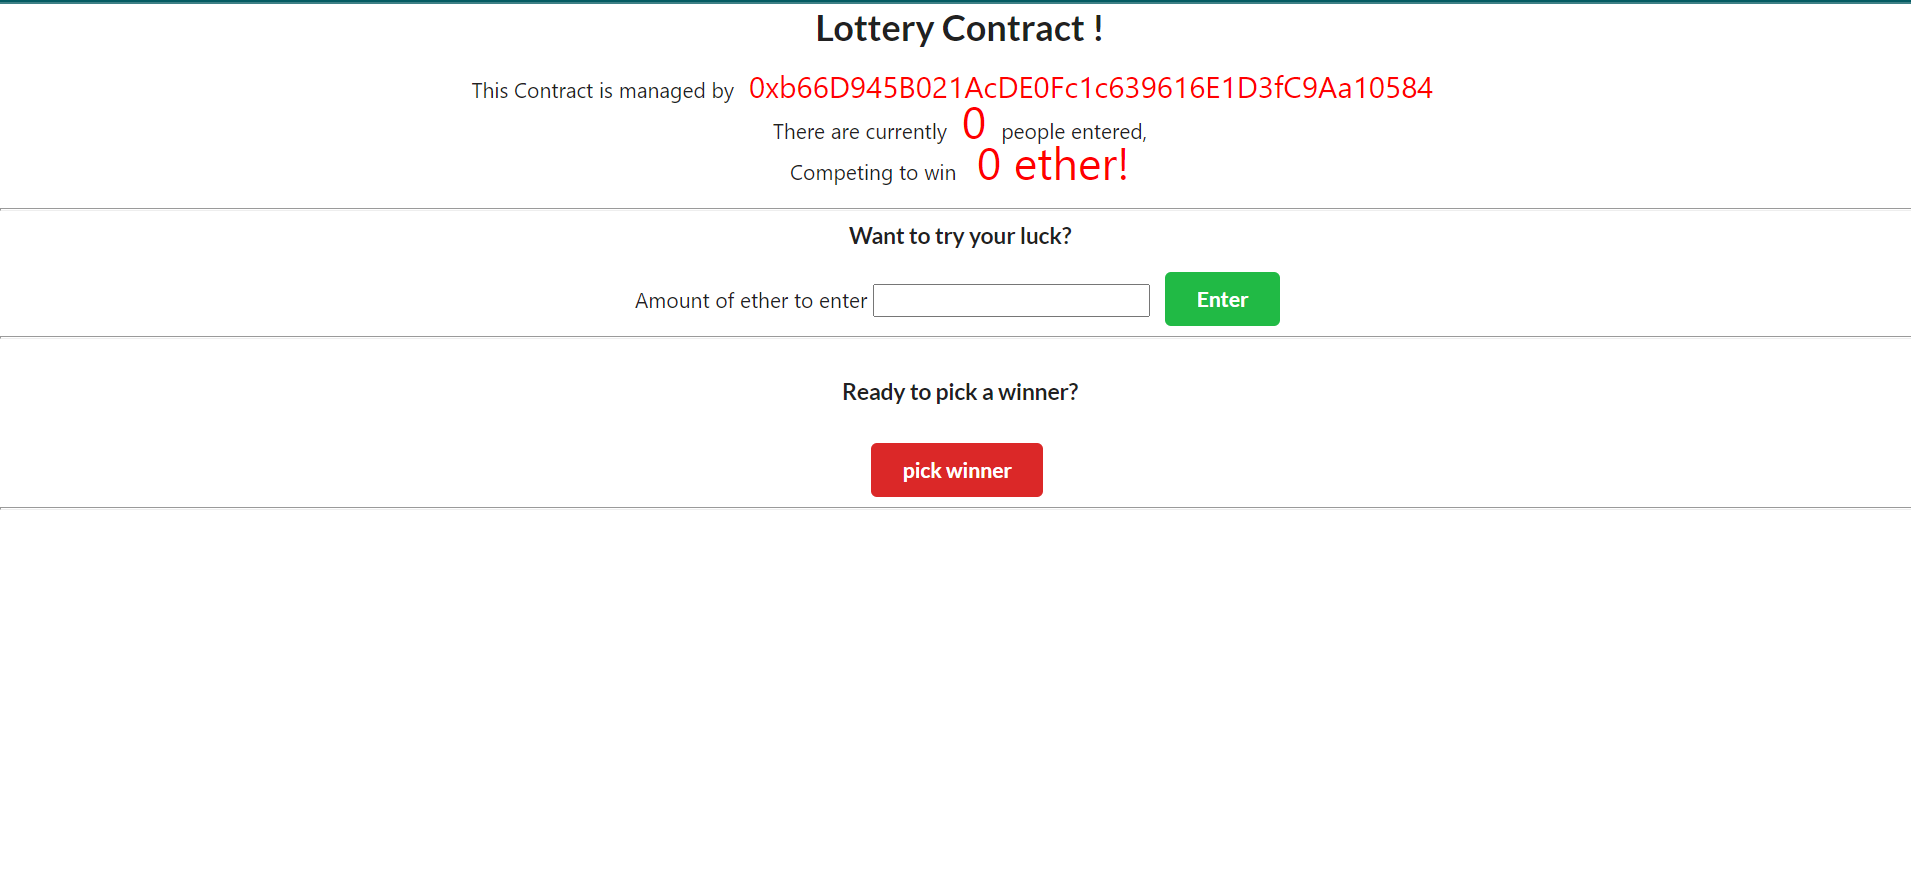 Lottery Contract !
This Contract is managed by 0xb66D945B021AcDE0Fc1c639616E1D3fC9Aa10584
There are currently 0 people entered,
Competing to win 0 ether!
Want to try your luck?
Amount of ether to enter Enter
Ready to pick a winner?
pick winner